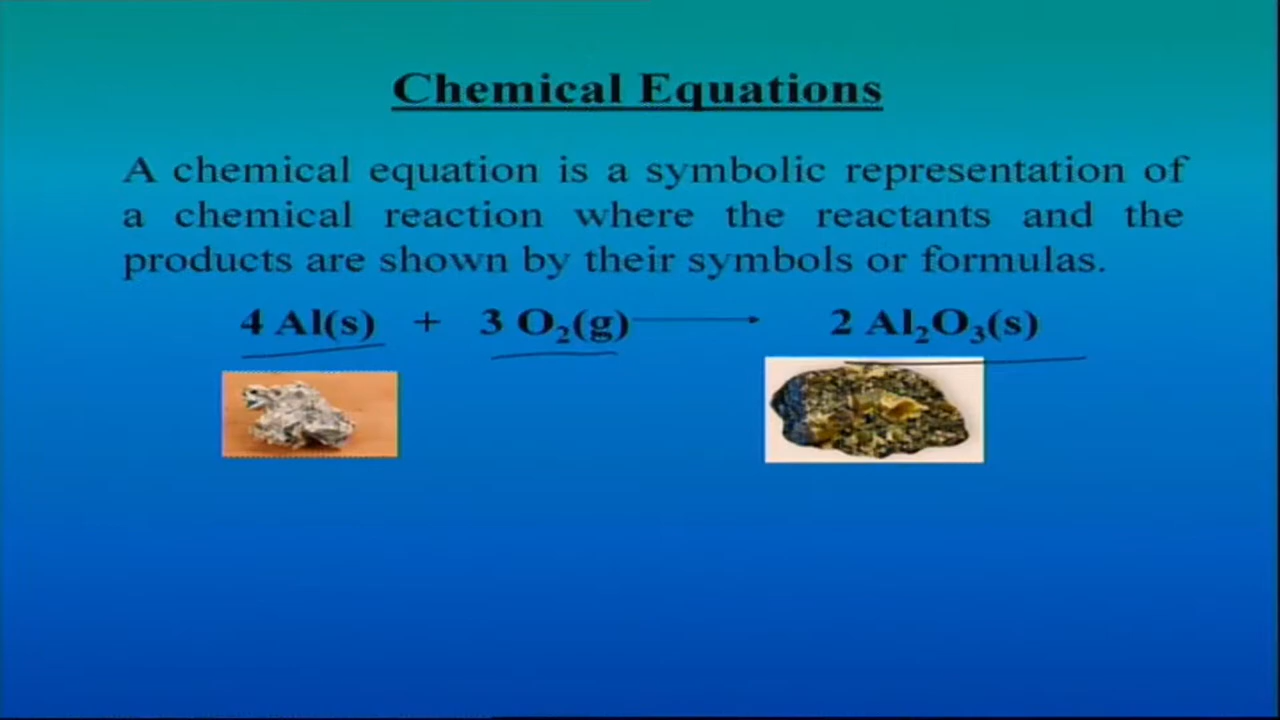 Chemical Equations
A chemical equation is a symbolic representation of
a chemical reaction where the reactants and the
products are shown by their symbols or formulas.
4 Al(s) + 3 O₂(g) ⟶ 2 Al₂O₃(s)